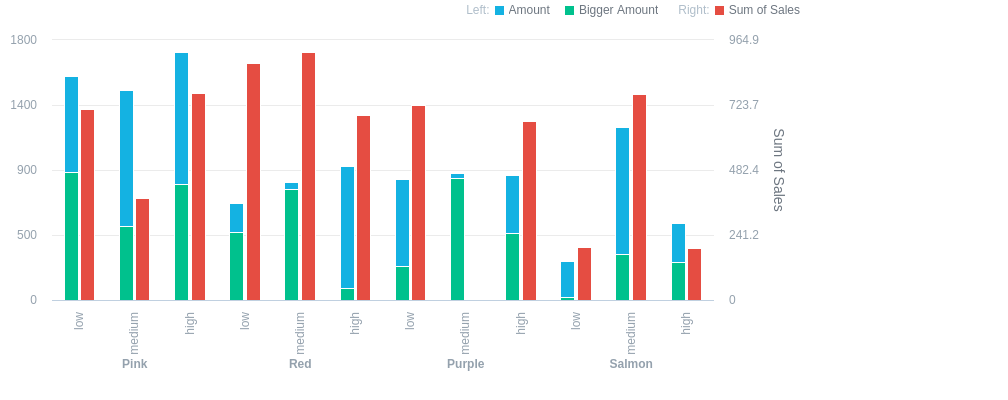 Left: Amount Bigger Amount Right: Sum of Sales
1800 964.9
1400 723.7
900 482.4
500 241.2
0 0
Sum of Sales
low medium high low medium high low medium high low medium high
Pink Red Purple Salmon